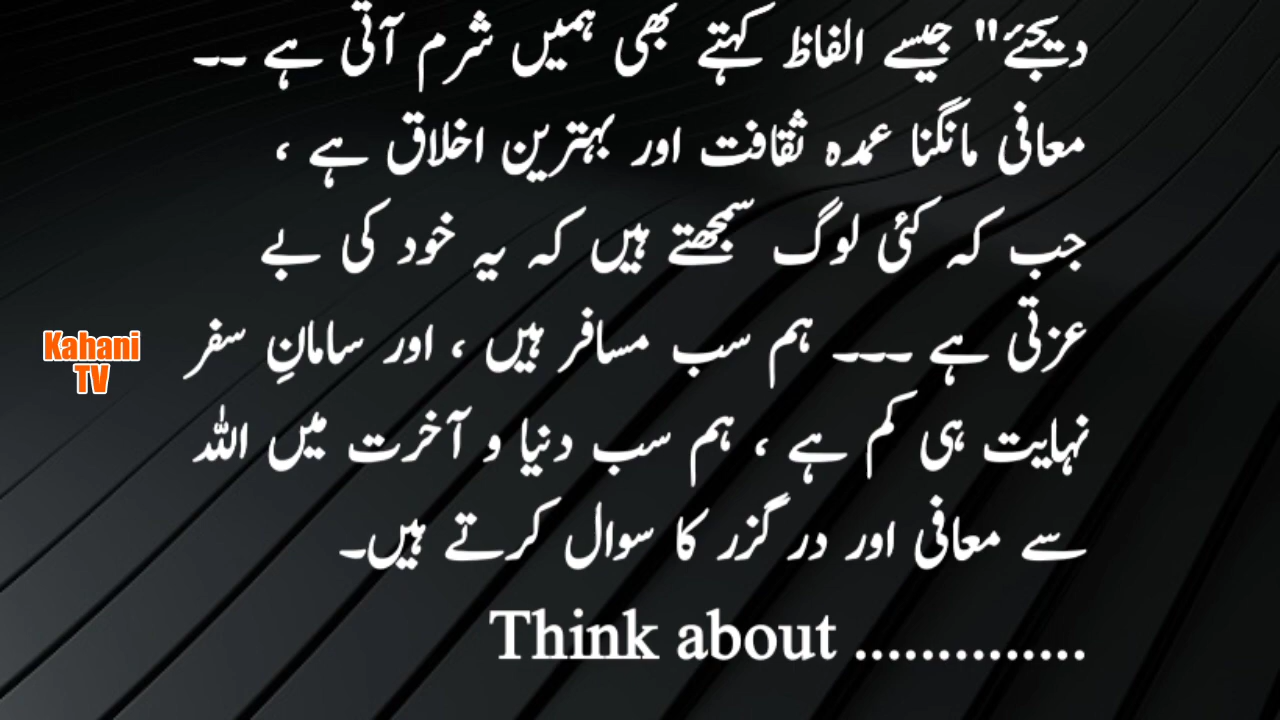 دیجئے" جیسے الفاظ کہتے بھی ہمیں شرم آتی ہے --
معافی مانگنا عمدہ ثقافت اور بہترین اخلاق ہے ،
جب کہ کئی لوگ سمجھتے ہیں کہ یہ خود کی بے
عزتی ہے --- ہم سب مسافر ہیں ، اور سامانِ سفر
نہایت ہی کم ہے ، ہم سب دنیا و آخرت میں اللہ
سے معافی اور در گزر کا سوال کرتے ہیں۔
Think about ..............
Kahani
TV